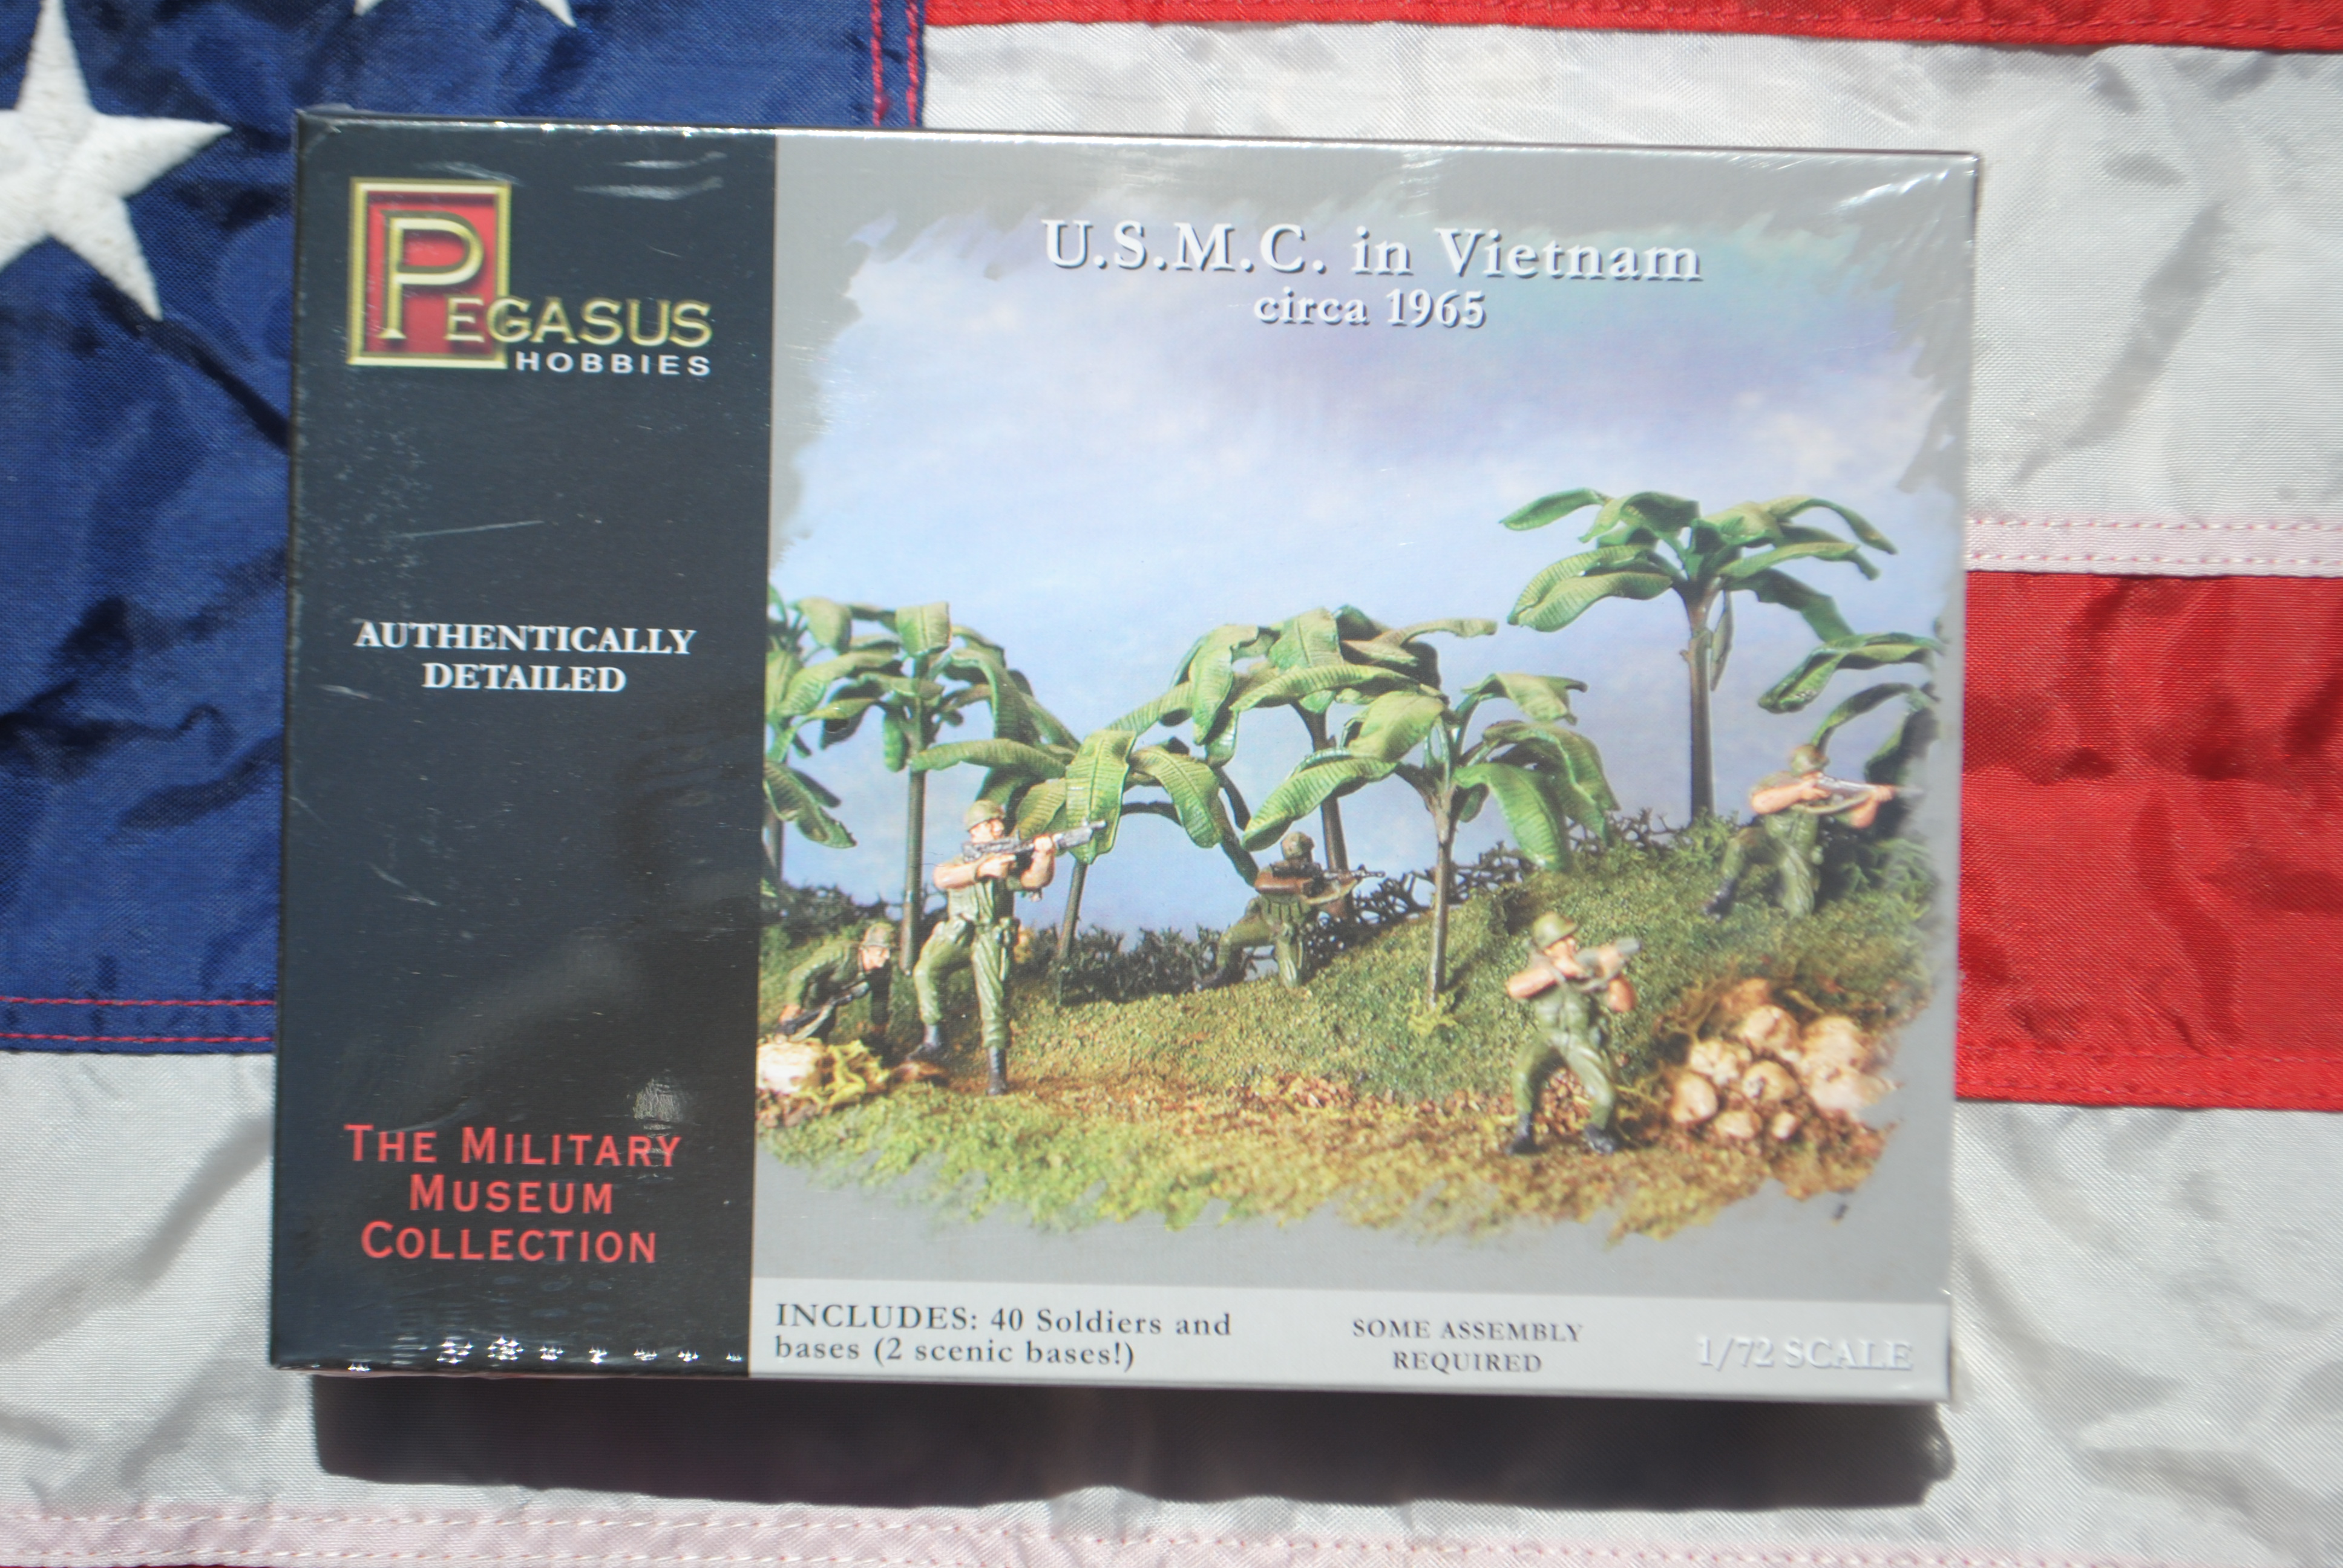 PEGASUS
HOBBIES
AUTHENTICALLY
DETAILED
THE MILITARY
MUSEUM
COLLECTION
U.S.M.C. in Vietnam
circa 1965
INCLUDES: 40 Soldiers and
bases (2 scenic bases!)
SOME ASSEMBLY
REQUIRED
1/72 SCALE